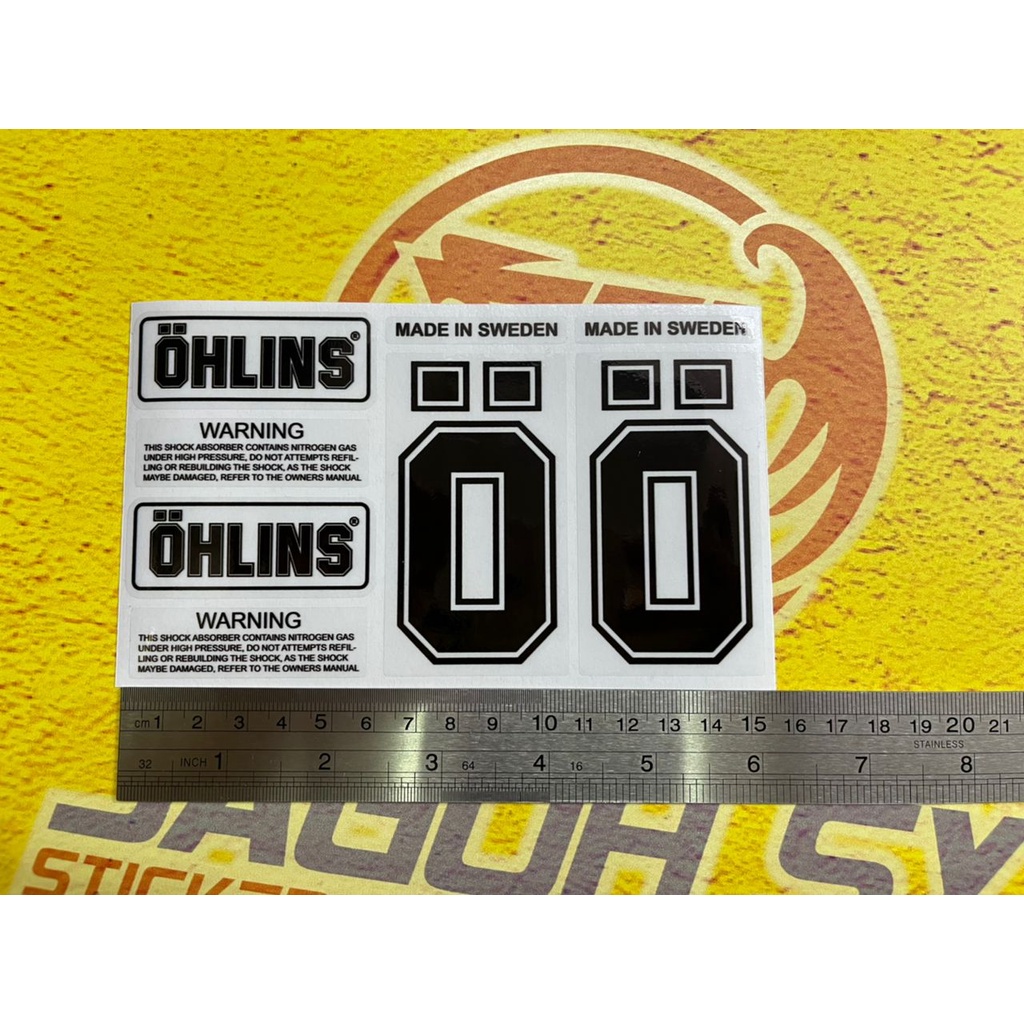 ÖHLINS®
WARNING
THIS SHOCK ABSORBER CONTAINS NITROGEN GAS
UNDER HIGH PRESSURE, DO NOT ATTEMPTS REFIL-
LING OR REBUILDING THE SHOCK, AS THE SHOCK
MAYBE DAMAGED, REFER TO THE OWNERS MANUAL
ÖHLINS®
WARNING
THIS SHOCK ABSORBER CONTAINS NITROGEN GAS
UNDER HIGH PRESSURE, DO NOT ATTEMPTS REFIL-
LING OR REBUILDING THE SHOCK, AS THE SHOCK
MAYBE DAMAGED, REFER TO THE OWNERS MANUAL
MADE IN SWEDEN
Ö
MADE IN SWEDEN
Ö
cm 1 2 3 4 5 6 7 8 9 10 11 12 13 14 15 16 17 18 19 20 21
STAINLESS
32 INCH 1 2 3 64 4 16 5 6 7 8